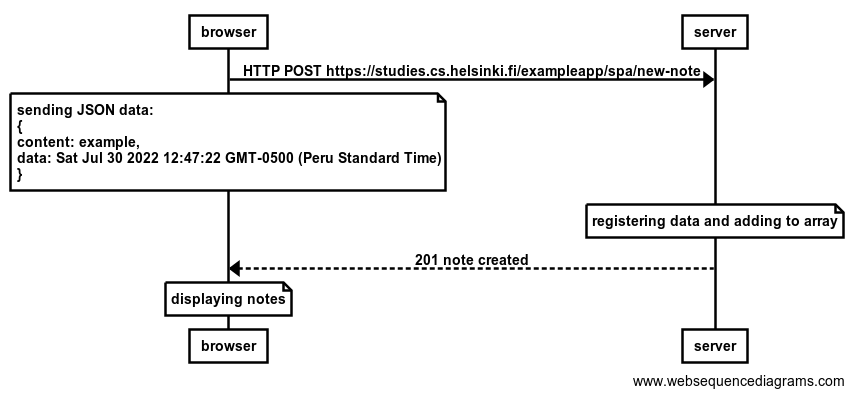 browser
server
HTTP POST https://studies.cs.helsinki.fi/exampleapp/spa/new-note
sending JSON data:
{
content: example,
data: Sat Jul 30 2022 12:47:22 GMT-0500 (Peru Standard Time)
}
registering data and adding to array
201 note created
displaying notes
browser
server
www.websequencediagrams.com